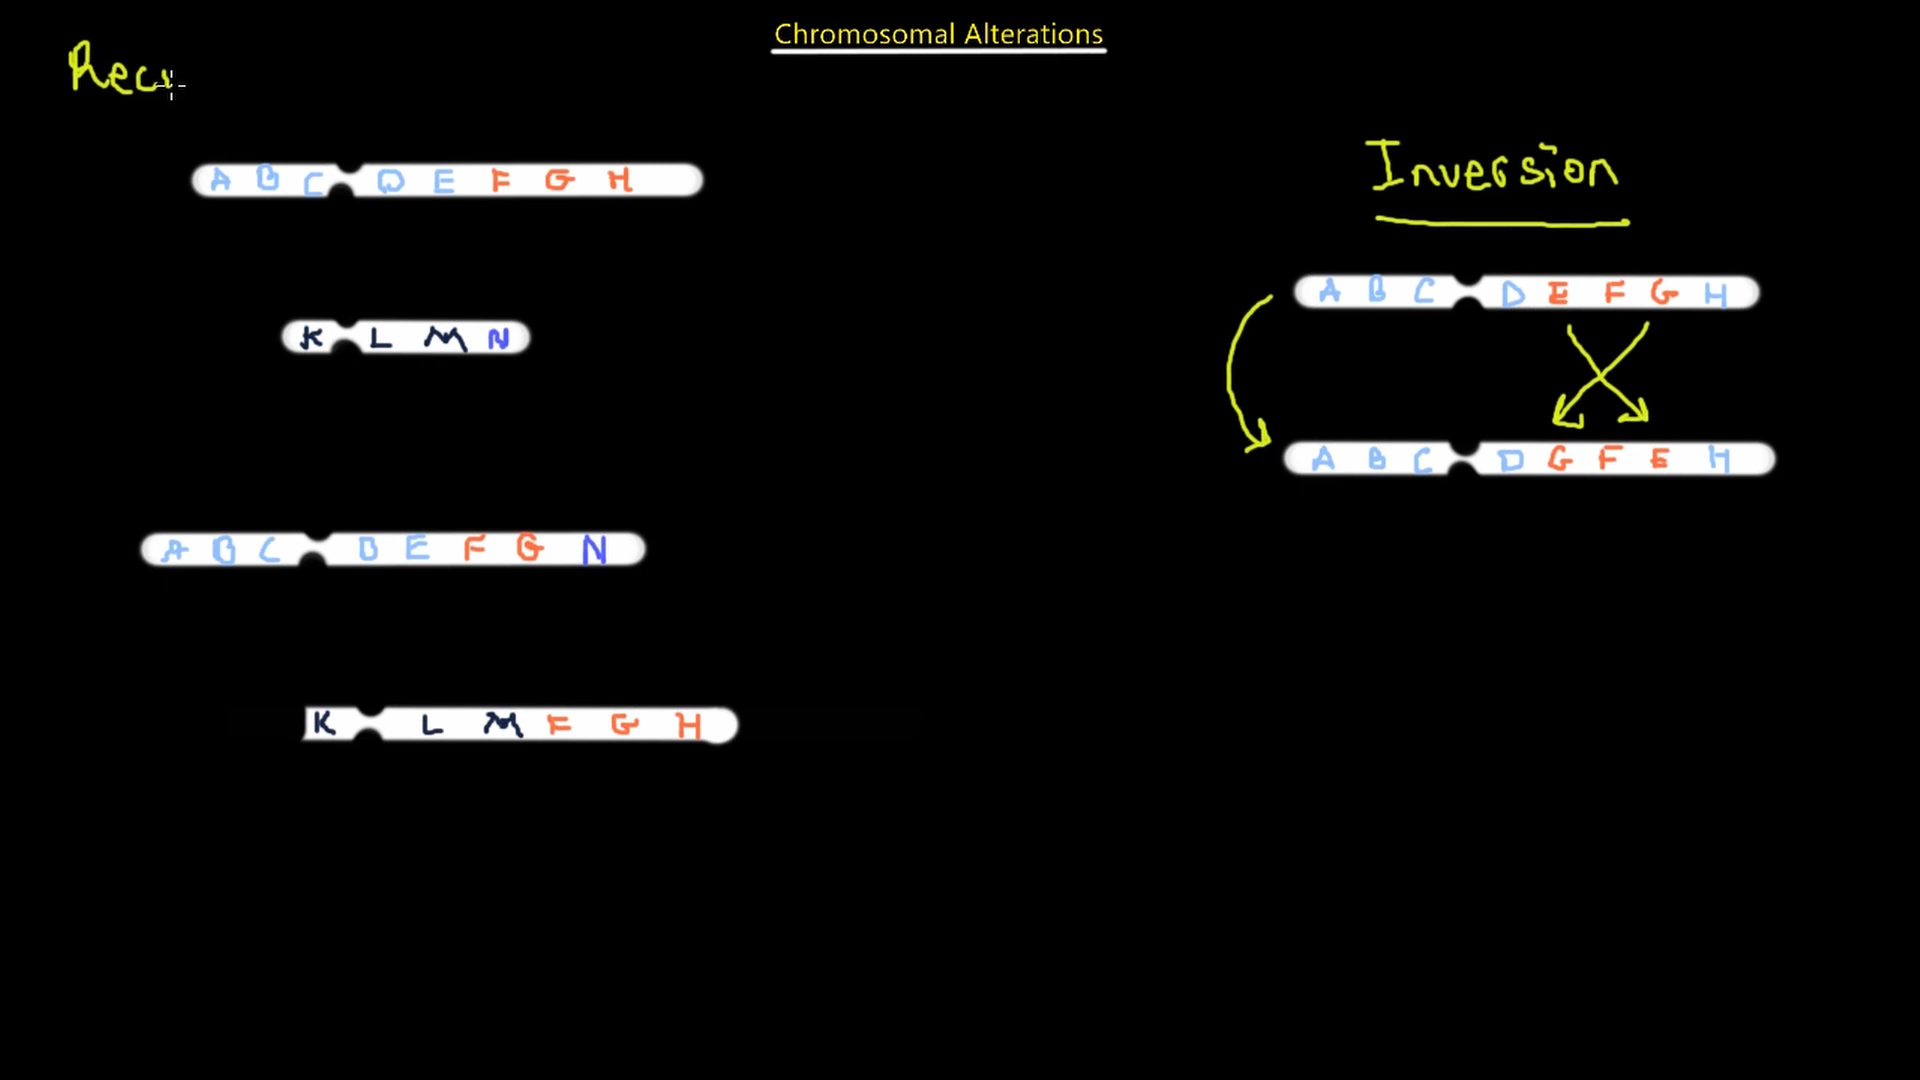 Chromosomal Alterations
Rec
A B C D E F G H
K L M N
A B C D E F G N
K L M F G H
Inversion
A B C D E F G H
A B C D G F E H